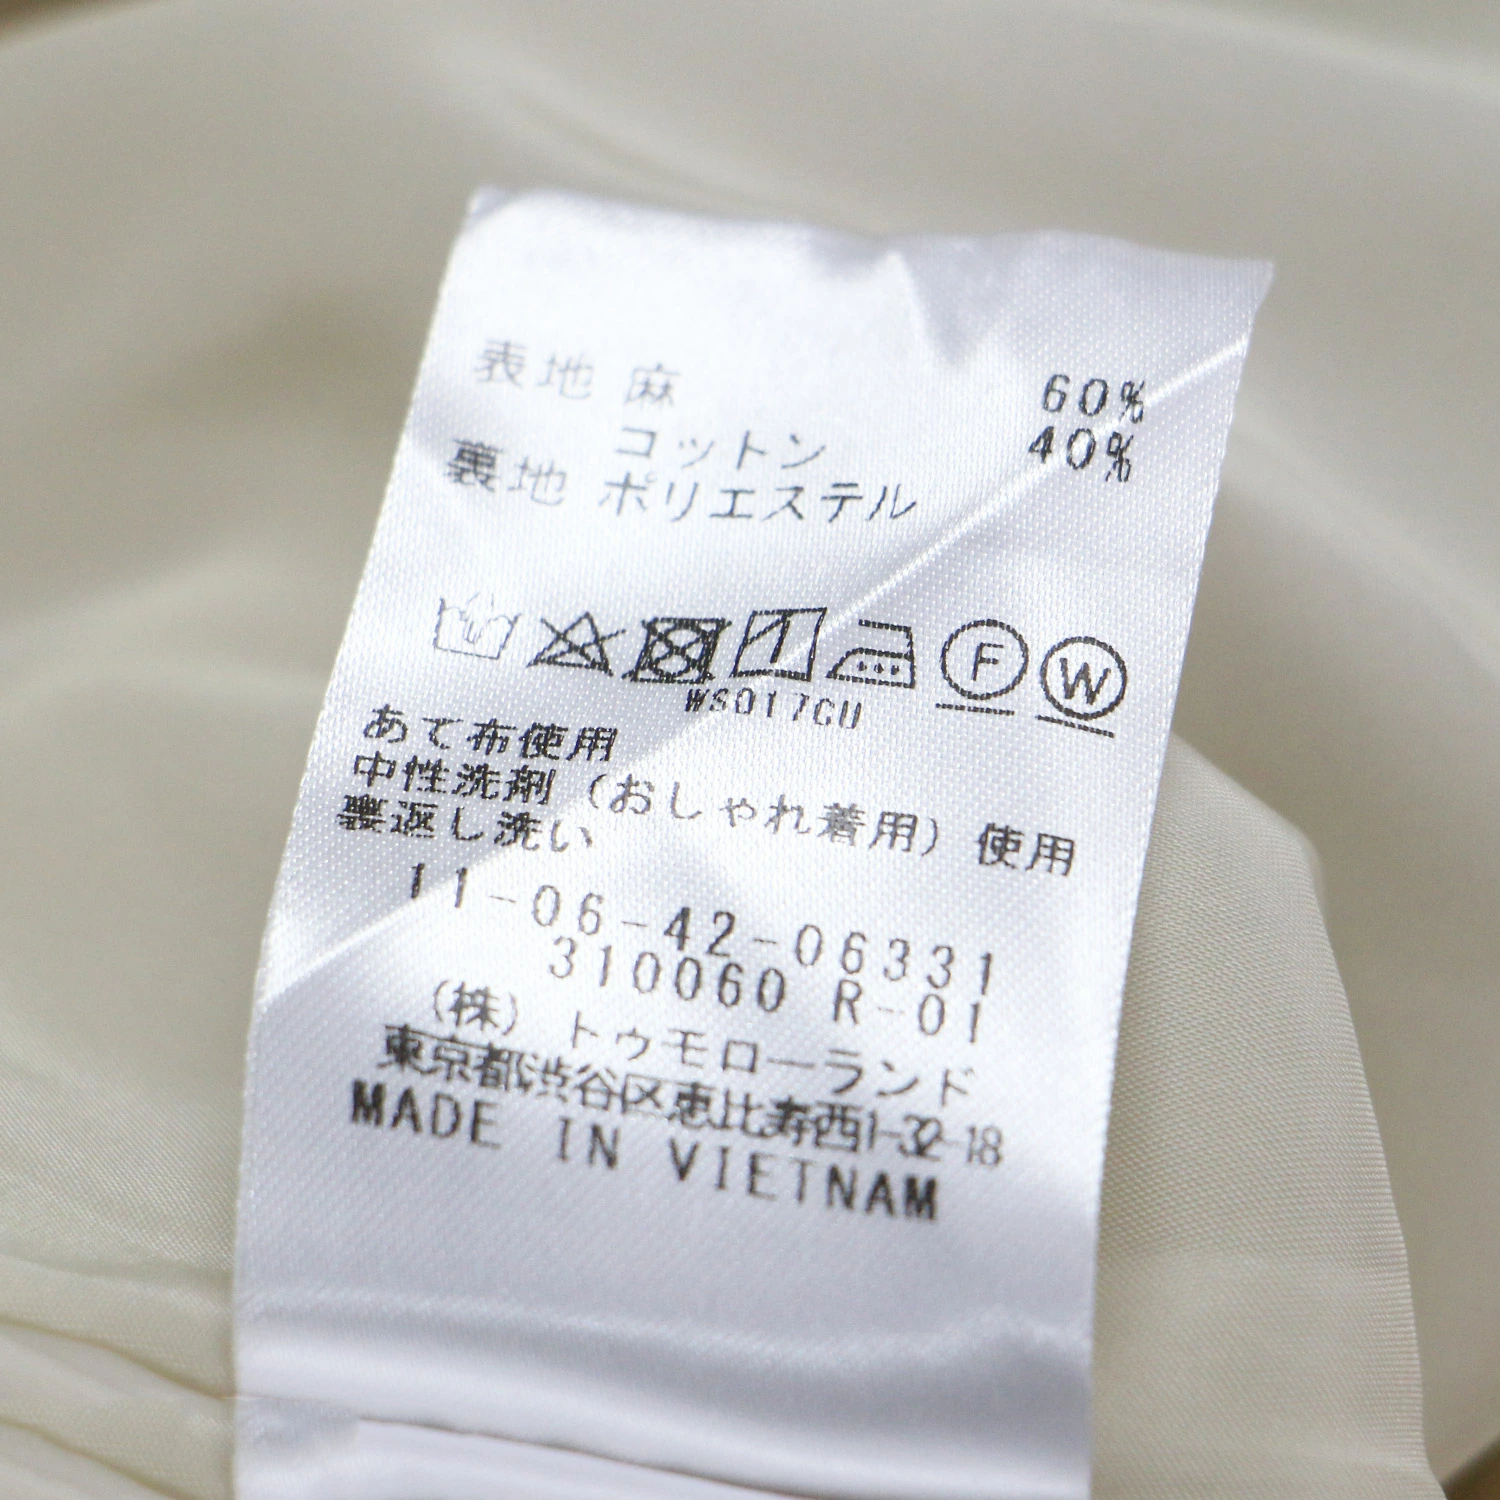 表地 麻 60%
コットン 40%
裏地 ポリエステル
F W
WS017CU
あて布使用
中性洗剤（おしゃれ着用）使用
裏返し洗い
11-06-42-06331
310060 R-01
（株）トゥモローランド
東京都渋谷区恵比寿西1-32-18
MADE IN VIETNAM